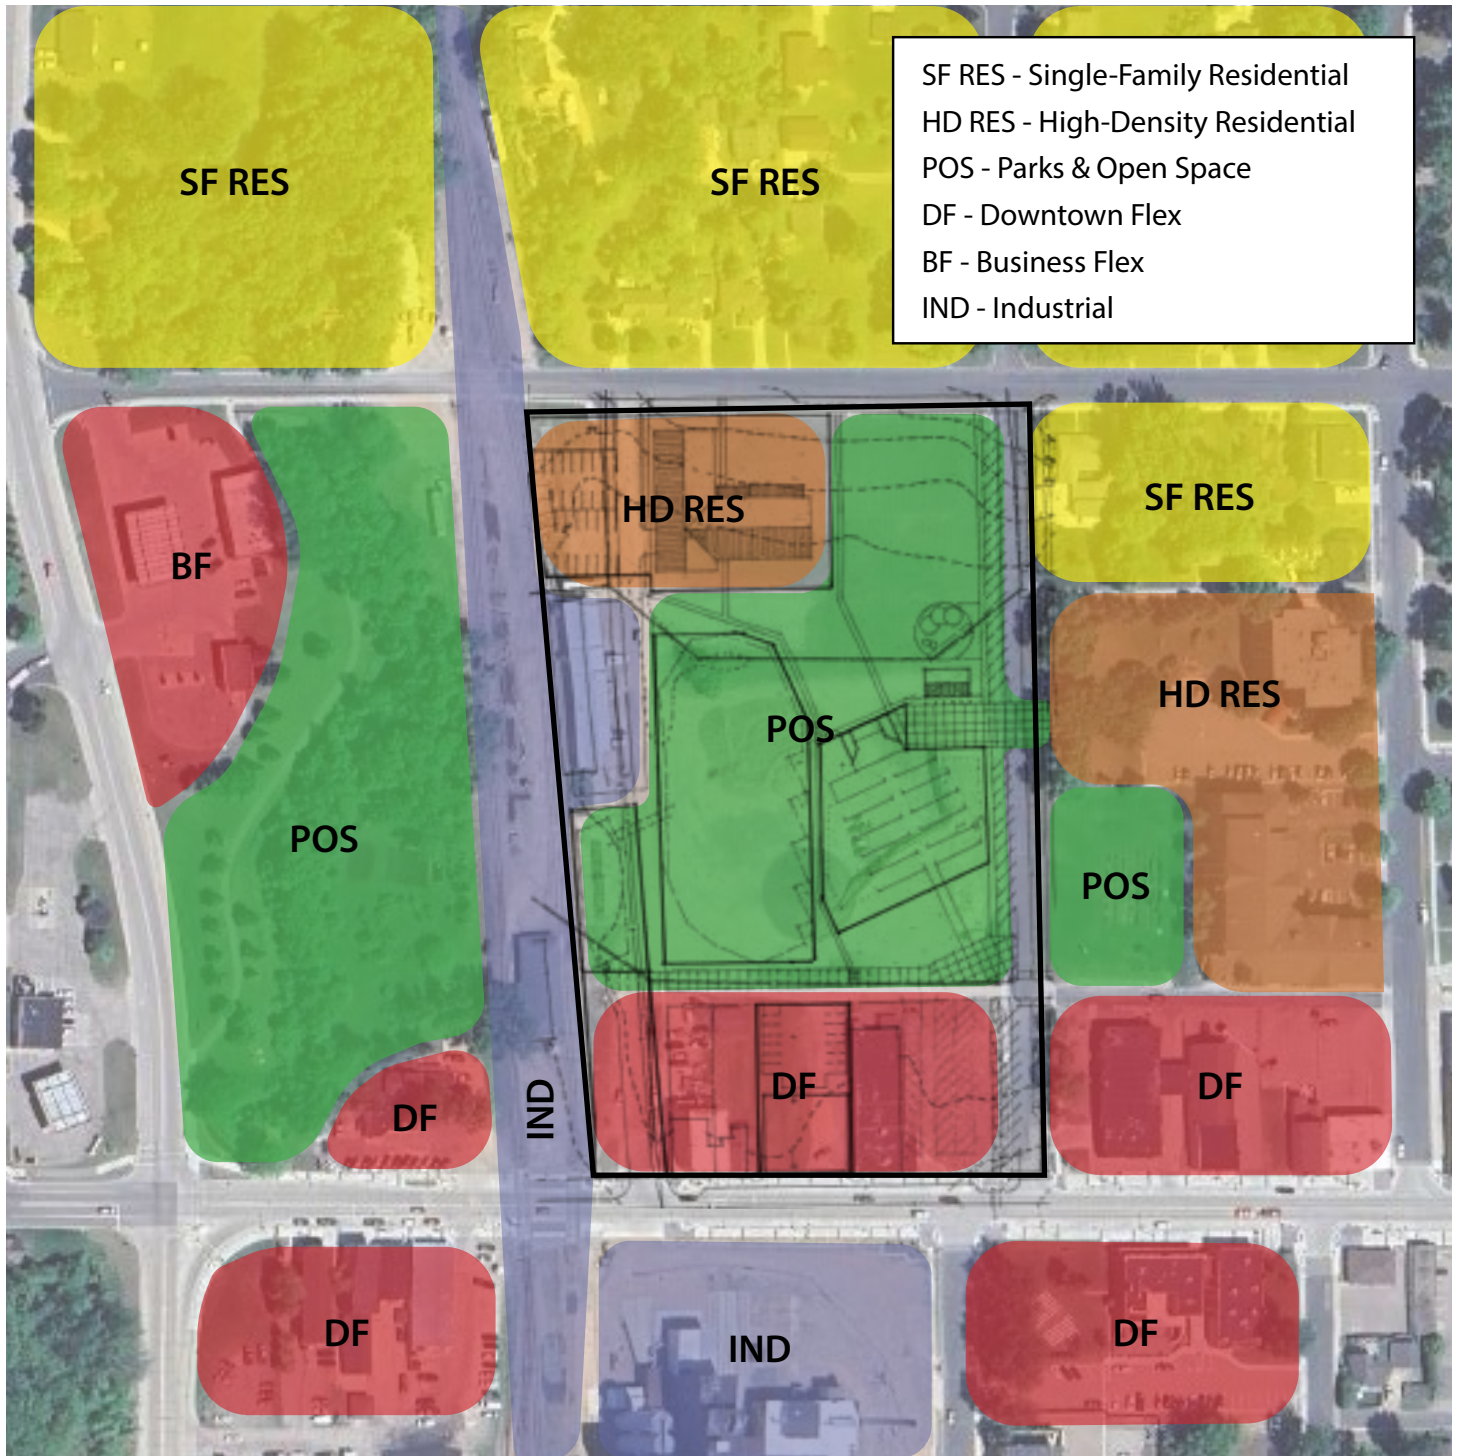 SF RES - Single-Family Residential
HD RES - High-Density Residential
POS - Parks & Open Space
DF - Downtown Flex
BF - Business Flex
IND - Industrial
SF RES
SF RES
SF RES
HD RES
BF
HD RES
POS
POS
POS
DF
DF
DF
IND
DF
IND
DF